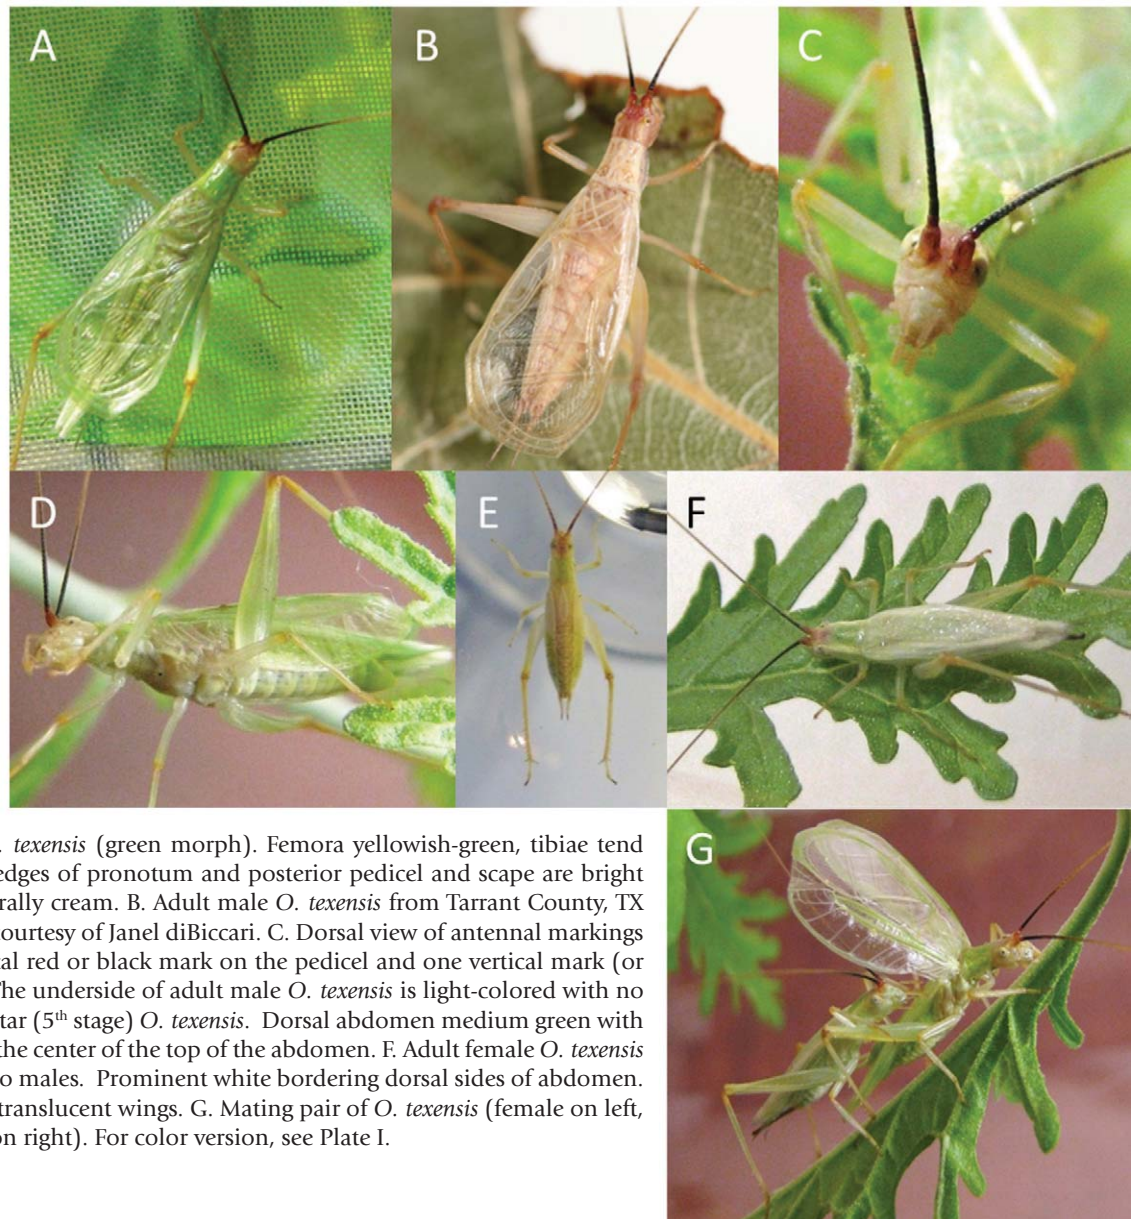 A
B
C
D
E
F
G
. texensis (green morph). Femora yellowish-green, tibiae tend
edges of pronotum and posterior pedicel and scape are bright
rally cream. B. Adult male O. texensis from Tarrant County, TX
ourtesy of Janel diBiccari. C. Dorsal view of antennal markings
al red or black mark on the pedicel and one vertical mark (or
The underside of adult male O. texensis is light-colored with no
tar (5th stage) O. texensis. Dorsal abdomen medium green with
the center of the top of the abdomen. F. Adult female O. texensis
o males. Prominent white bordering dorsal sides of abdomen.
translucent wings. G. Mating pair of O. texensis (female on left,
on right). For color version, see Plate I.